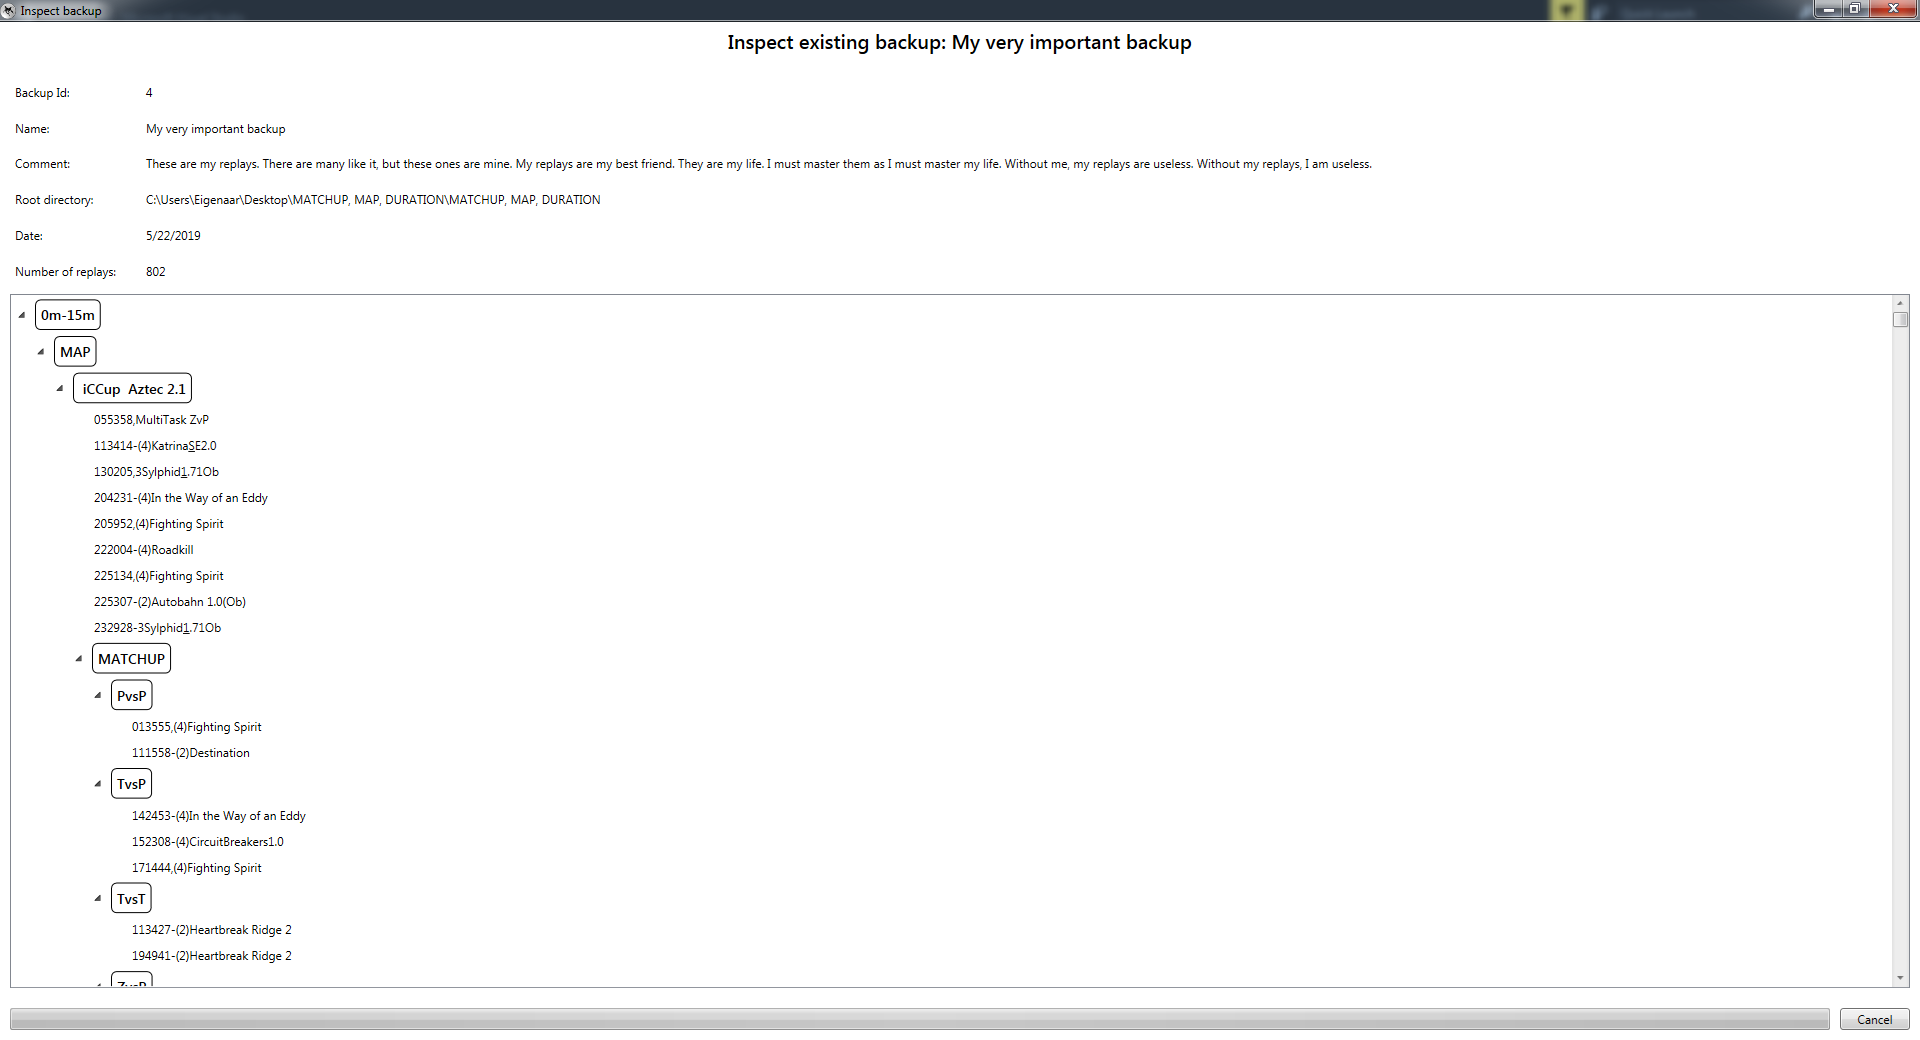 Inspect backup
Inspect existing backup: My very important backup
Backup Id: 4
Name: My very important backup
Comment: These are my replays. There are many like it, but these ones are mine. My replays are my best friend. They are my life. I must master them as I must master my life. Without me, my replays are useless. Without my replays, I am useless.
Root directory: C:\Users\Eigenaar\Desktop\MATCHUP, MAP, DURATION\MATCHUP, MAP, DURATION
Date: 5/22/2019
Number of replays: 802
0m-15m
MAP
iCCup Aztec 2.1
055358,MultiTask ZvP
113414-(4)KatrinaSE2.0
130205,3Sylphid1.71Ob
204231-(4)In the Way of an Eddy
205952,(4)Fighting Spirit
222004-(4)Roadkill
225134,(4)Fighting Spirit
225307-(2)Autobahn 1.0(Ob)
232928-3Sylphid1.71Ob
MATCHUP
PvsP
013555,(4)Fighting Spirit
111558-(2)Destination
TvsP
142453-(4)In the Way of an Eddy
152308-(4)CircuitBreakers1.0
171444,(4)Fighting Spirit
TvsT
113427-(2)Heartbreak Ridge 2
194941-(2)Heartbreak Ridge 2
Cancel